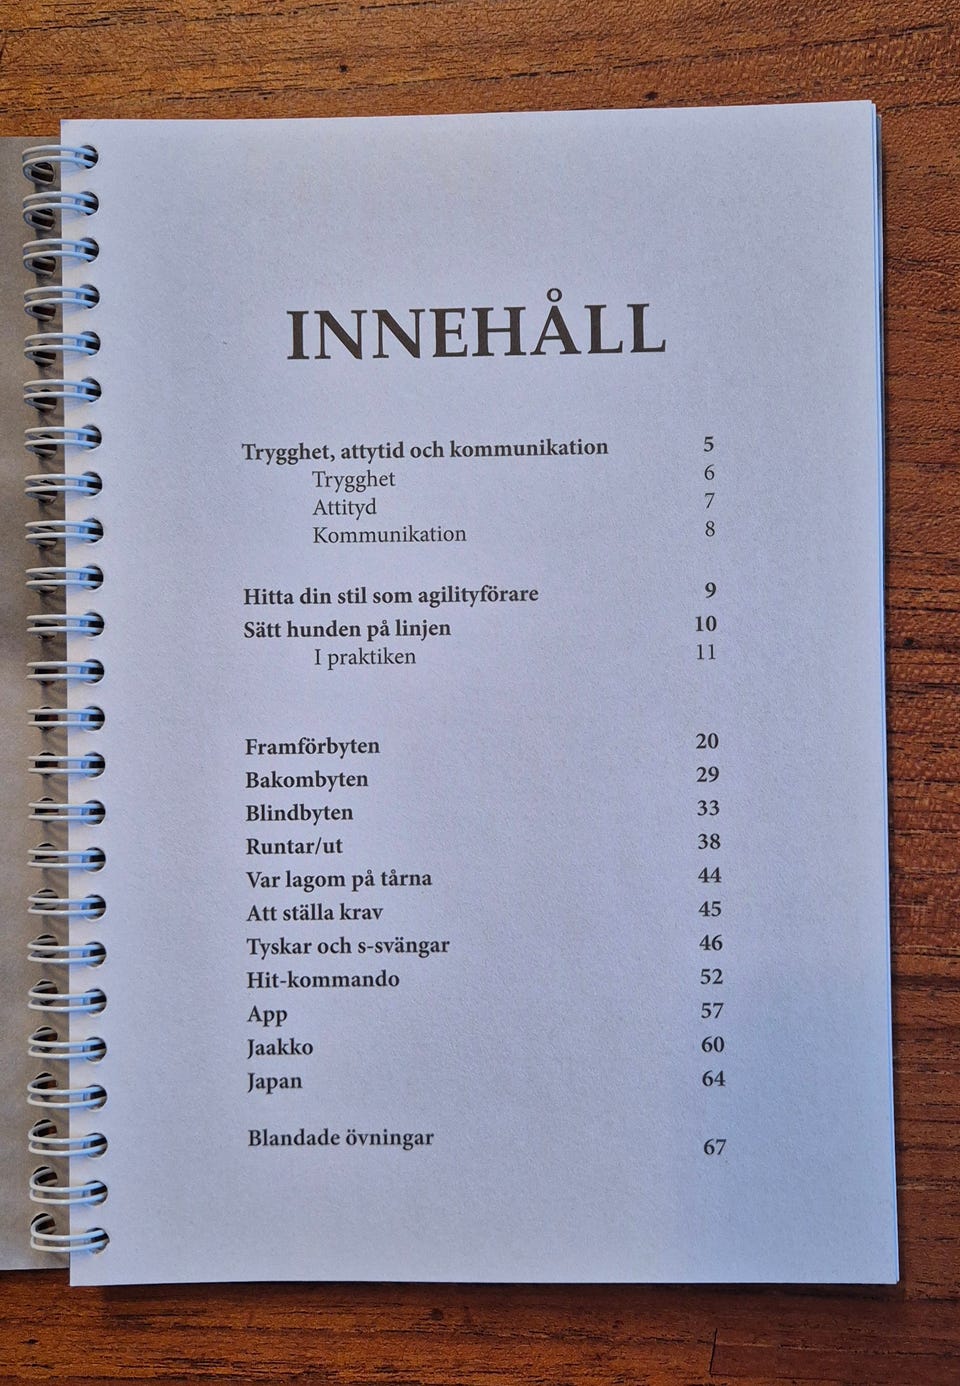 INNEHÅLL
Trygghet, attytid och kommunikation 5
Trygghet 6
Attityd 7
Kommunikation 8
Hitta din stil som agilityförare 9
Sätt hunden på linjen 10
I praktiken 11
Framförbyten 20
Bakombyten 29
Blindbyten 33
Runtar/ut 38
Var lagom på tårna 44
Att ställa krav 45
Tyskar och s-svängar 46
Hit-kommando 52
App 57
Jaakko 60
Japan 64
Blandade övningar 67